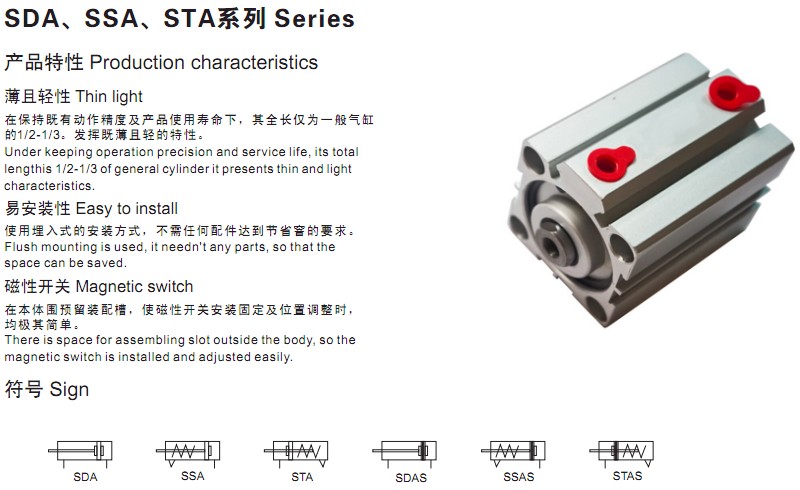 SDA、SSA、STA系列 Series
产品特性 Production characteristics
薄且轻性 Thin light
在保持既有动作精度及产品使用寿命下，其全长仅为一般气缸
的1/2-1/3。发挥既薄且轻的特性。
Under keeping operation precision and service life, its total
lengthis 1/2-1/3 of general cylinder it presents thin and light
characteristics.
易安装性 Easy to install
使用埋入式的安装方式，不需任何配件达到节省窨的要求。
Flush mounting is used, it needn't any parts, so that the
space can be saved.
磁性开关 Magnetic switch
在本体围预留装配槽，使磁性开关安装固定及位置调整时，
均极其简单。
There is space for assembling slot outside the body, so the
magnetic switch is installed and adjusted easily.
符号 Sign
SDA SSA STA SDAS SSAS STAS